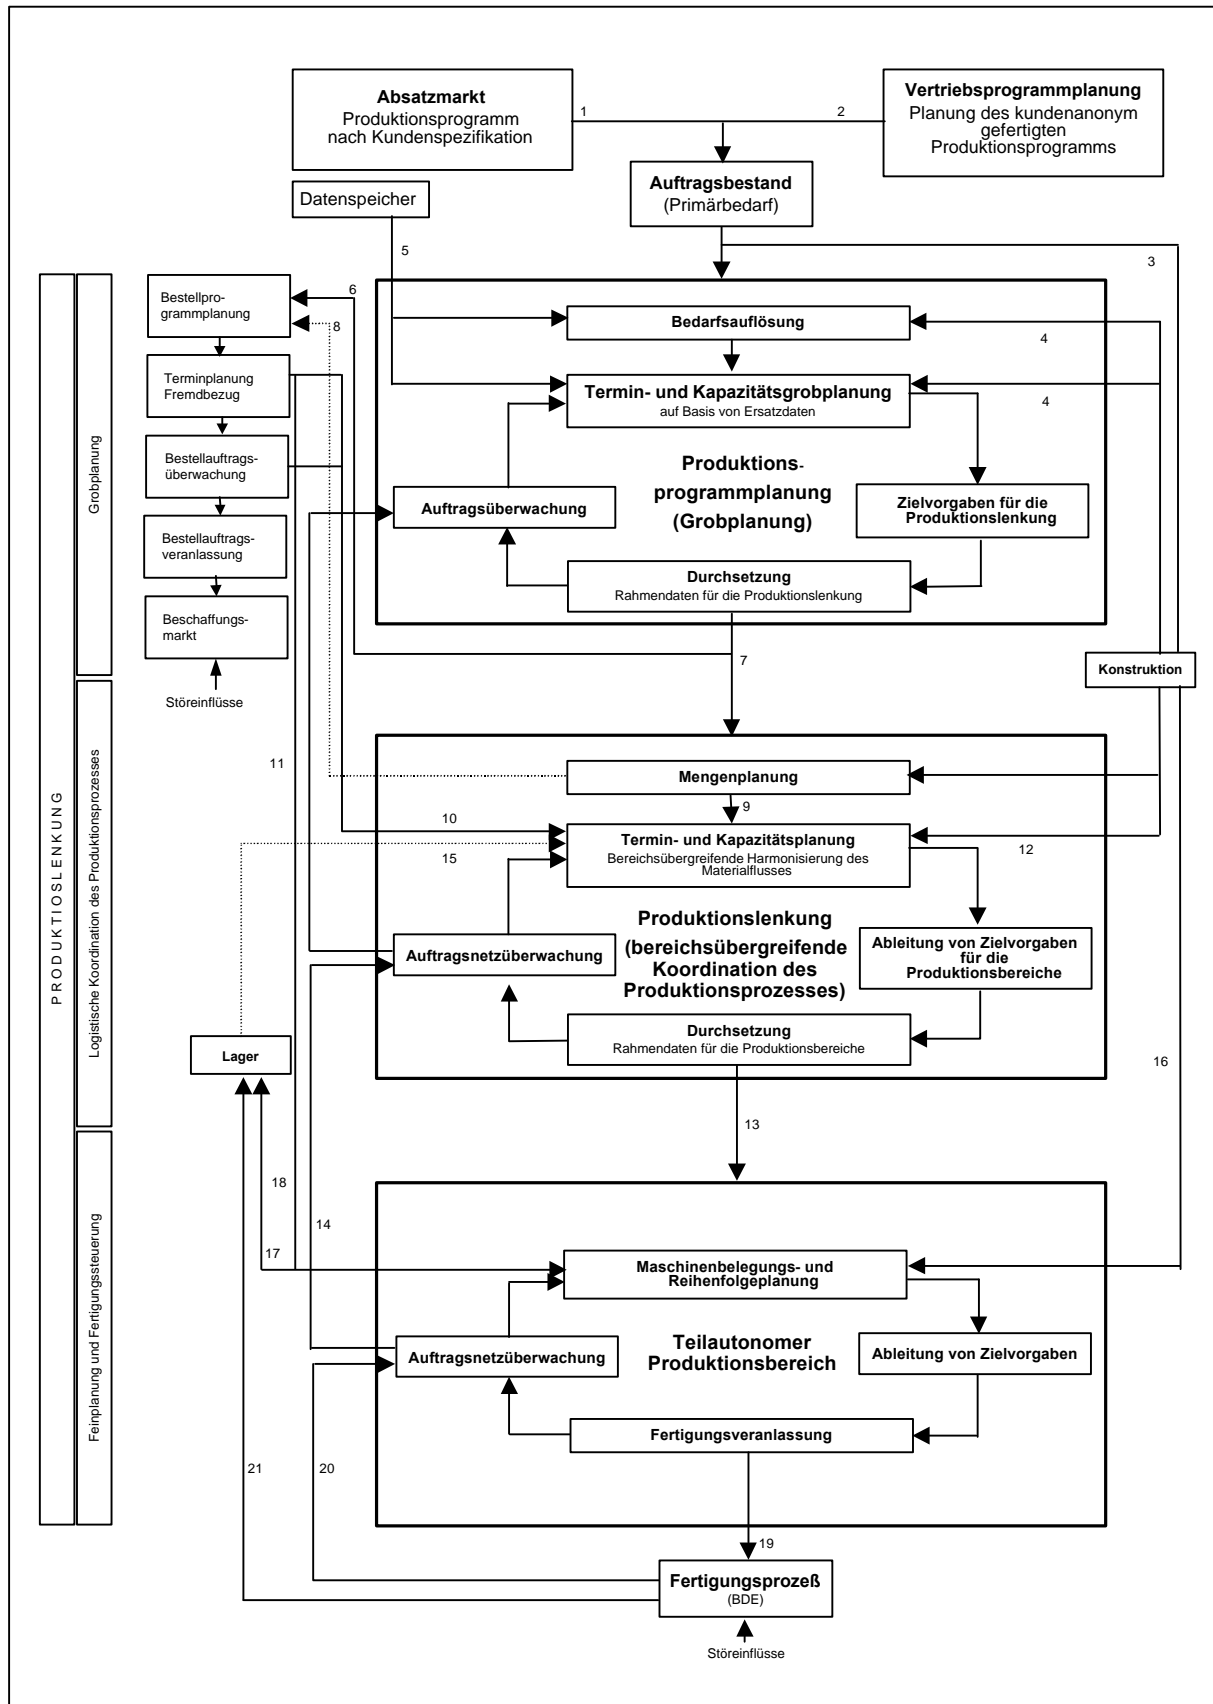 Absatzmarkt
Produktionsprogramm
nach Kundenspezifikation
1
2
Vertriebsprogrammplanung
Planung des kundenanonym
gefertigten
Produktionsprogramms
Auftragsbestand
(Primärbedarf)
Datenspeicher
5
3
PRODUKTIOSLENKUNG
Grobplanung
Bestellpro-
grammplanung
6
8
Bedarfsauflösung
4
Terminplanung
Fremdbezug
Termin- und Kapazitätsgrobplanung
auf Basis von Ersatzdaten
4
Bestellauftrags-
überwachung
Produktions-
programmplanung
(Grobplanung)
Auftragsüberwachung
Zielvorgaben für die
Produktionslenkung
Bestellauftrags-
veranlassung
Durchsetzung
Rahmendaten für die Produktionslenkung
Beschaffungs-
markt
Störeinflüsse
7
Konstruktion
Logistische Koordination des Produktionsprozesses
11
Mengenplanung
9
10
Termin- und Kapazitätsplanung
Bereichsübergreifende Harmonisierung des
Materialflusses
12
15
Produktionslenkung
(bereichsübergreifende
Koordination des
Produktionsprozesses)
Auftragsnetzüberwachung
Ableitung von Zielvorgaben
für die
Produktionsbereiche
Durchsetzung
Rahmendaten für die Produktionsbereiche
Lager
16
13
Feinplanung und Fertigungssteuerung
18
14
17
Maschinenbelegungs- und
Reihenfolgeplanung
Teilautonomer
Produktionsbereich
Auftragsnetzüberwachung
Ableitung von Zielvorgaben
Fertigungsveranlassung
21
20
19
Fertigungsprozeß
(BDE)
Störeinflüsse